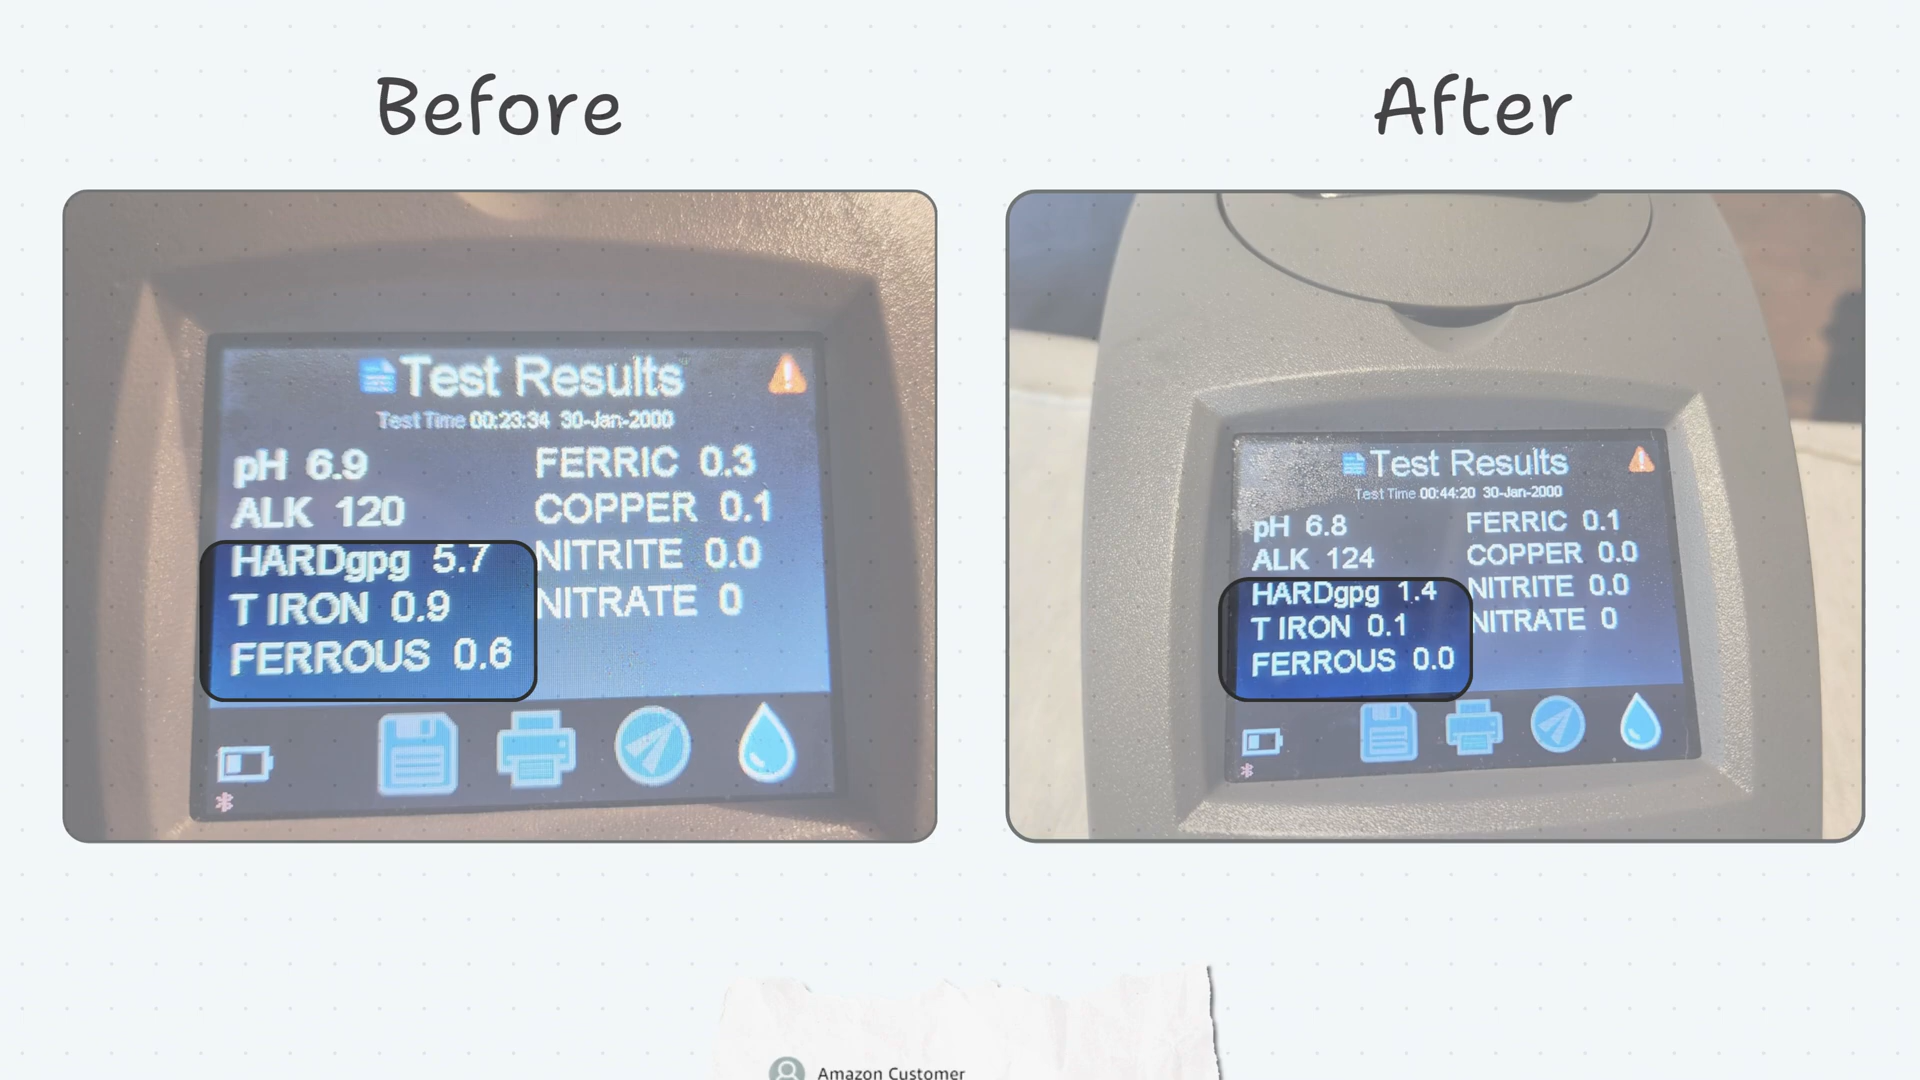 Before
Test Results
Test Time 00:23:34 30-Jan-2000
pH 6.9
ALK 120
HARDgpg 5.7
T IRON 0.9
FERROUS 0.6
FERRIC 0.3
COPPER 0.1
NITRITE 0.0
NITRATE 0
After
Test Results
Test Time 00:44:20 30-Jan-2000
pH 6.8
ALK 124
HARDgpg 1.4
T IRON 0.1
FERROUS 0.0
FERRIC 0.1
COPPER 0.0
NITRITE 0.0
NITRATE 0
Amazon Customer